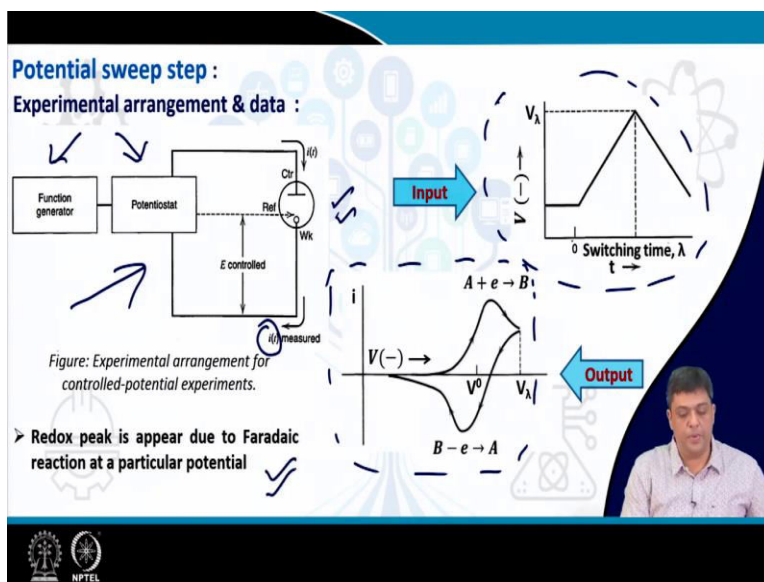 Potential sweep step :
Experimental arrangement & data :
Function generator
Potentiostat
Ctr
i(t)
Ref
Wk
E controlled
i(t) measured
Figure: Experimental arrangement for
controlled-potential experiments.
➢ Redox peak is appear due to Faradaic
reaction at a particular potential
Input
Vλ
V (−) →
0
Switching time, λ
t →
i
A + e → B
V(−) →
V⁰
Vλ
B − e → A
Output
NPTEL